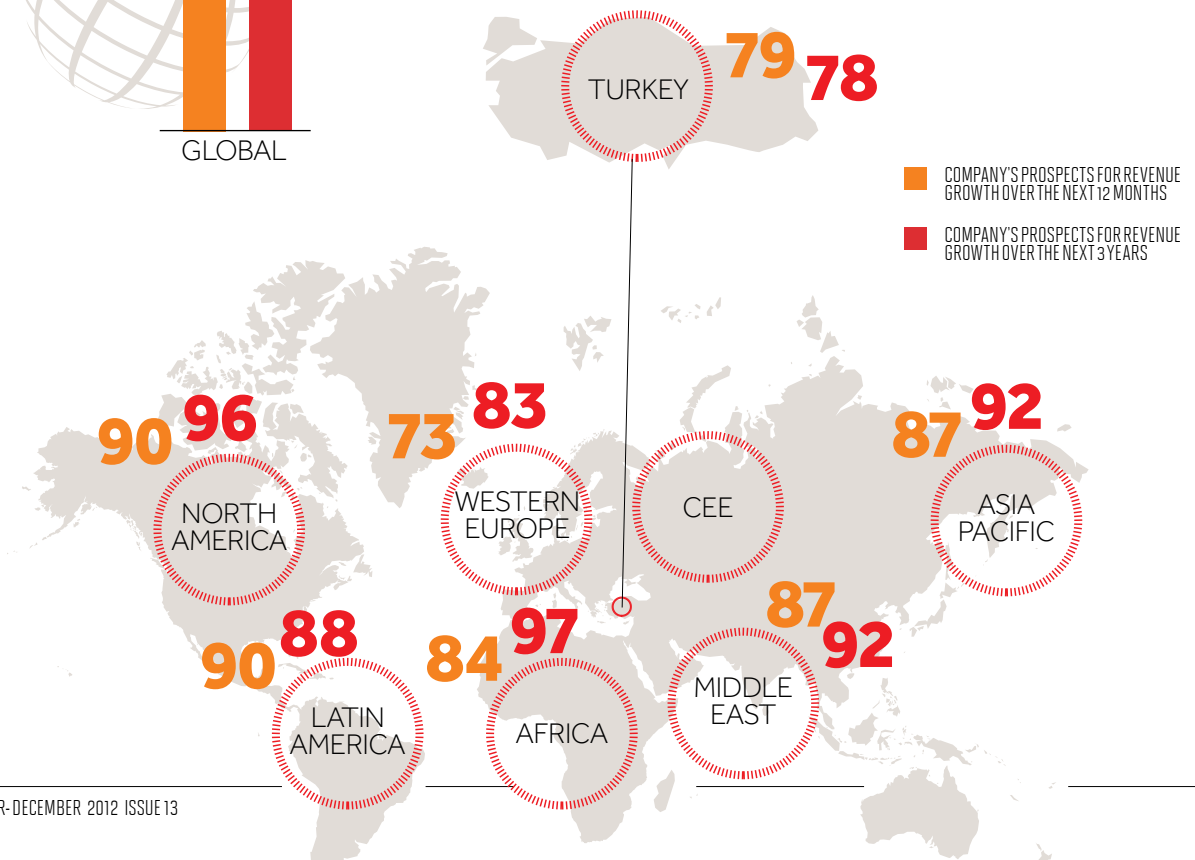 GLOBAL
TURKEY
79
78
COMPANY'S PROSPECTS FOR REVENUE
GROWTH OVER THE NEXT 12 MONTHS
COMPANY'S PROSPECTS FOR REVENUE
GROWTH OVER THE NEXT 3 YEARS
90
96
NORTH
AMERICA
73
83
WESTERN
EUROPE
CEE
87
92
ASIA
PACIFIC
90
88
LATIN
AMERICA
84
97
AFRICA
87
92
MIDDLE
EAST
R-DECEMBER 2012 ISSUE 13